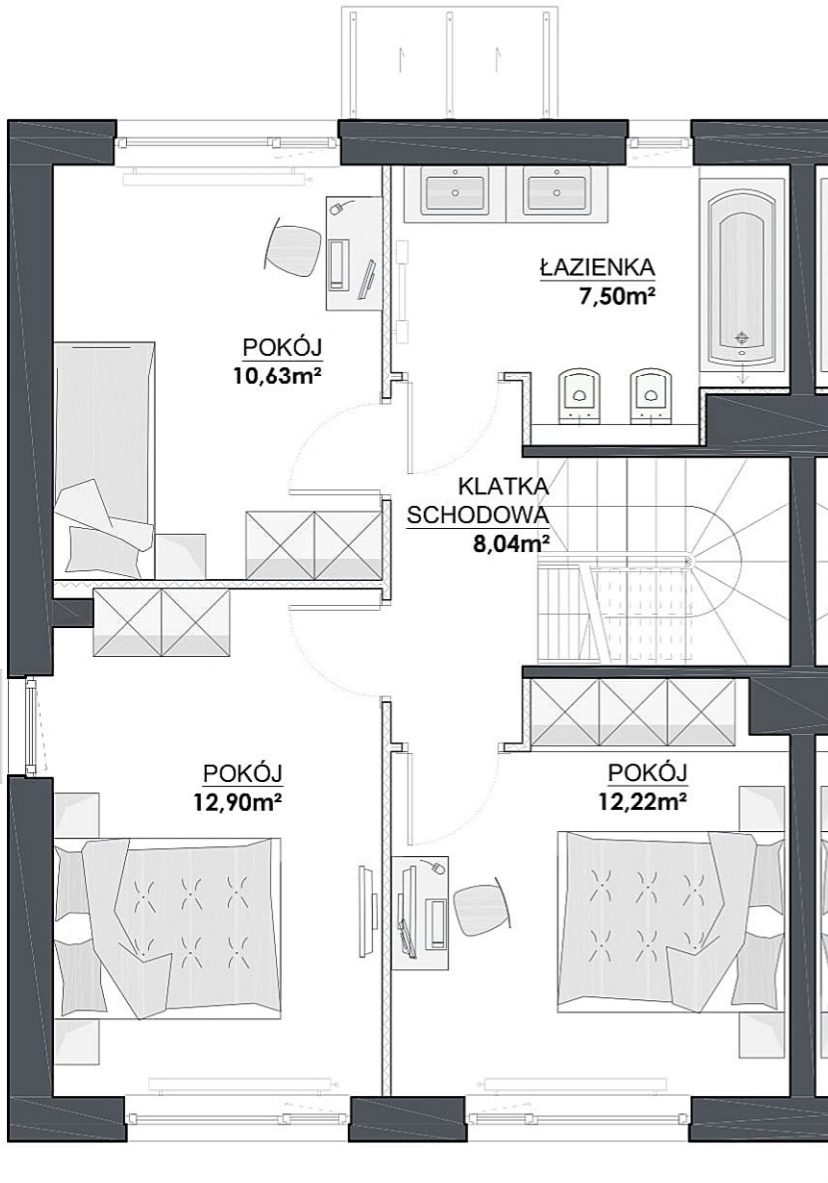 ŁAZIENKA
7,50m²
POKÓJ
10,63m²
KLATKA
SCHODOWA
8,04m²
POKÓJ
12,90m²
POKÓJ
12,22m²